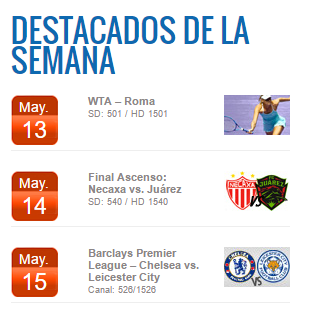 DESTACADOS DE LA
SEMANA
May.
13
WTA – Roma
SD: 501 / HD 1501
May.
14
Final Ascenso:
Necaxa vs. Juárez
SD: 540 / HD 1540
NECAXA
VS
JUÁREZ
May.
15
Barclays Premier
League – Chelsea vs.
Leicester City
Canal: 526/1526
VS